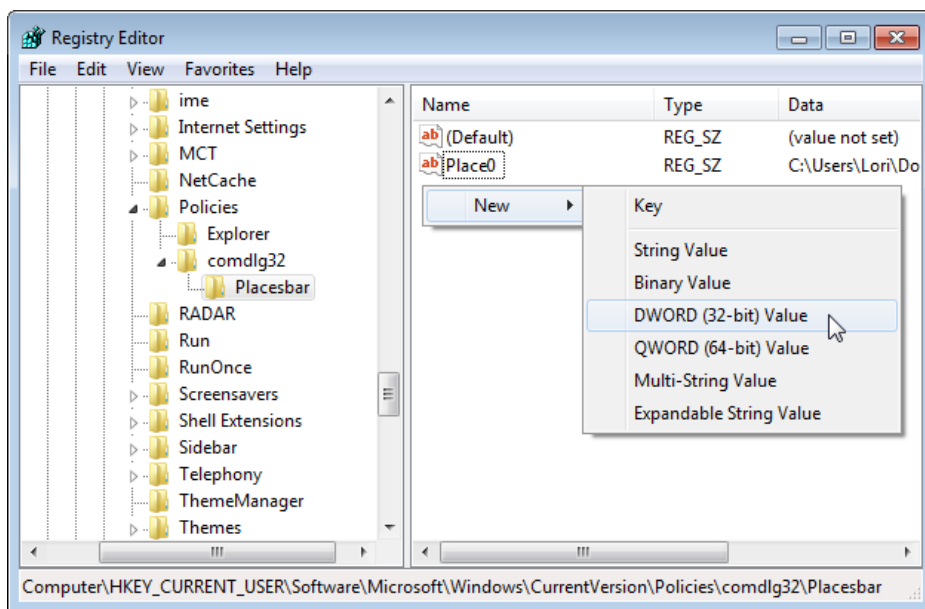 Registry Editor
File Edit View Favorites Help
ime
Internet Settings
MCT
NetCache
Policies
Explorer
comdlg32
Placesbar
RADAR
Run
RunOnce
Screensavers
Shell Extensions
Sidebar
Telephony
ThemeManager
Themes
Name Type Data
ab (Default) REG_SZ (value not set)
ab Place0 REG_SZ C:\Users\Lori\Do
New
Key
String Value
Binary Value
DWORD (32-bit) Value
QWORD (64-bit) Value
Multi-String Value
Expandable String Value
Computer\HKEY_CURRENT_USER\Software\Microsoft\Windows\CurrentVersion\Policies\comdlg32\Placesbar